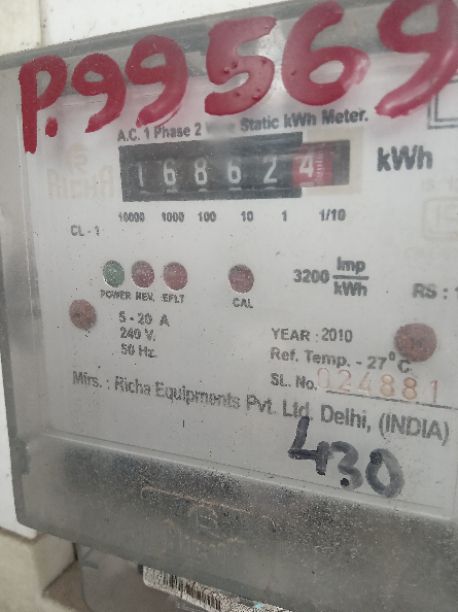 P.99569
A.C. 1 Phase 2 Static kWh Meter.
168624 kWh
10000 1000 100 10 1 1/10
CL - 1
POWER REV. EFLT CAL
3200 Imp/kWh
RS :
5 - 20 A
240 V.
50 Hz.
YEAR : 2010
Ref. Temp. - 27°C
SL. No. 024881
Mfrs. : Richa Equipments Pvt. Ltd. Delhi, (INDIA)
430